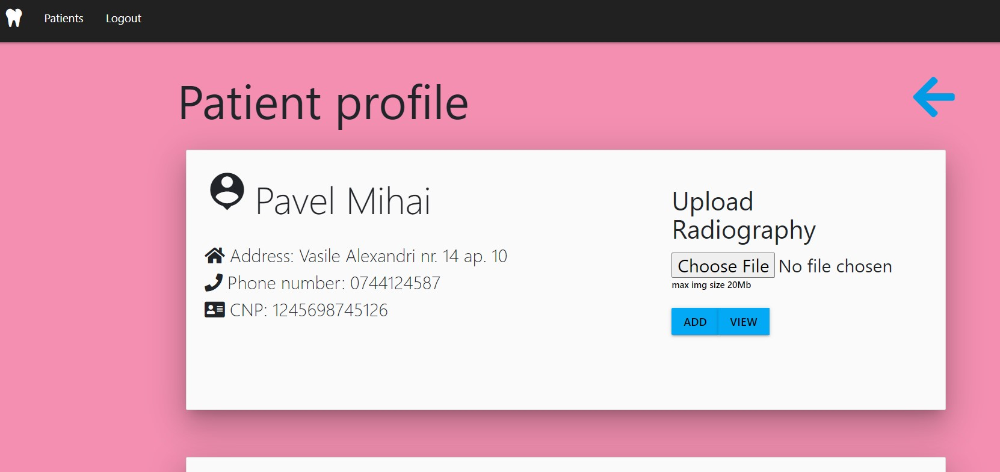 Patients Logout
Patient profile
Pavel Mihai
Address: Vasile Alexandri nr. 14 ap. 10
Phone number: 0744124587
CNP: 1245698745126
Upload
Radiography
Choose File No file chosen
max img size 20Mb
ADD VIEW